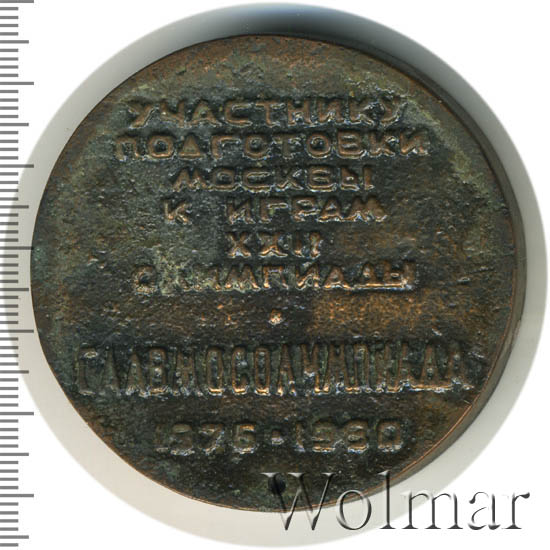 УЧАСТНИКУ
ПОДГОТОВКИ
МОСКВЫ
К ИГРАМ
XXII
ОЛИМПИАДЫ
•
ГЛАВМОСОЛИМПИАДА
1976 • 1980
Wolmar